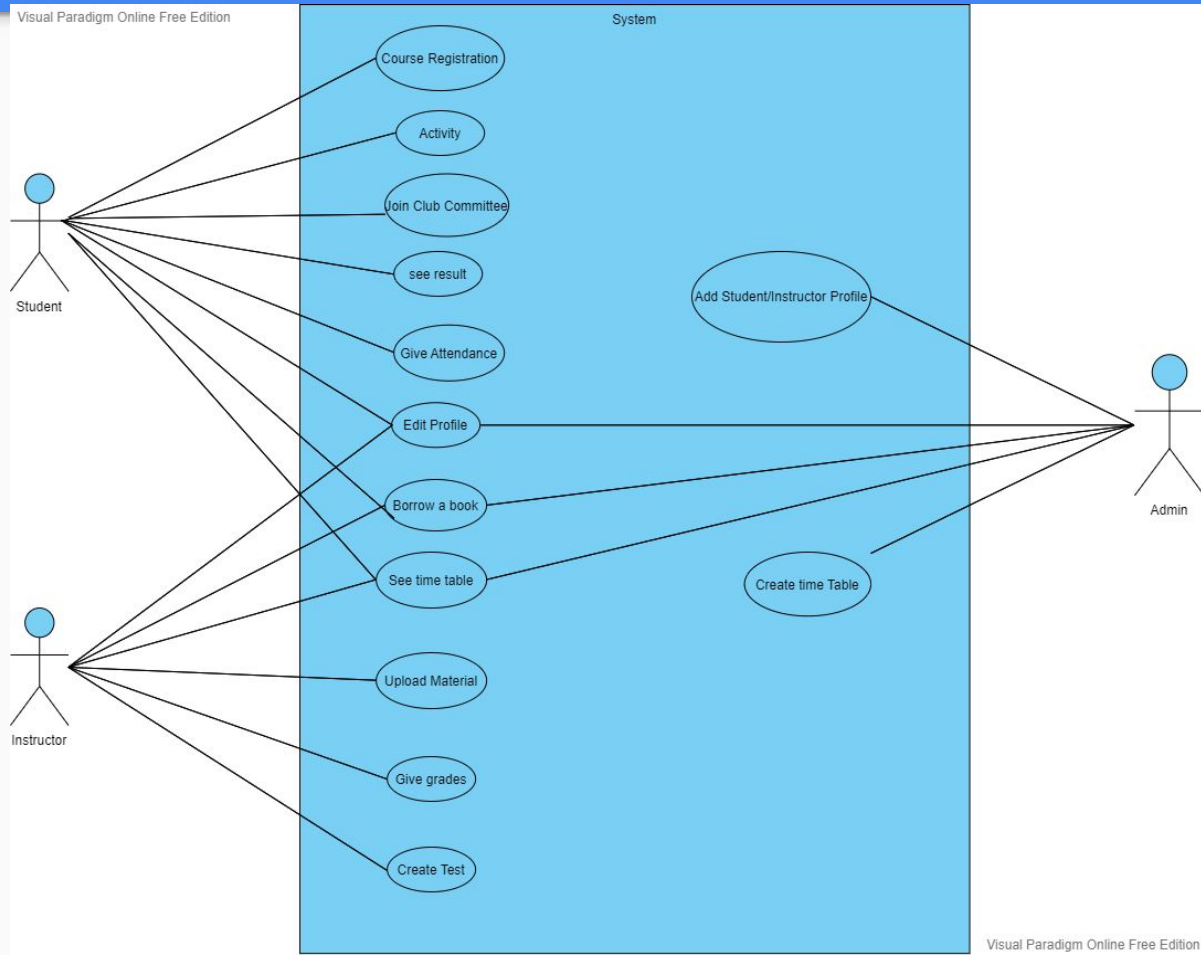 Visual Paradigm Online Free Edition
System
Course Registration
Activity
Join Club Committee
see result
Student
Add Student/Instructor Profile
Give Attendance
Edit Profile
Borrow a book
Admin
See time table
Create time Table
Upload Material
Instructor
Give grades
Create Test
Visual Paradigm Online Free Edition